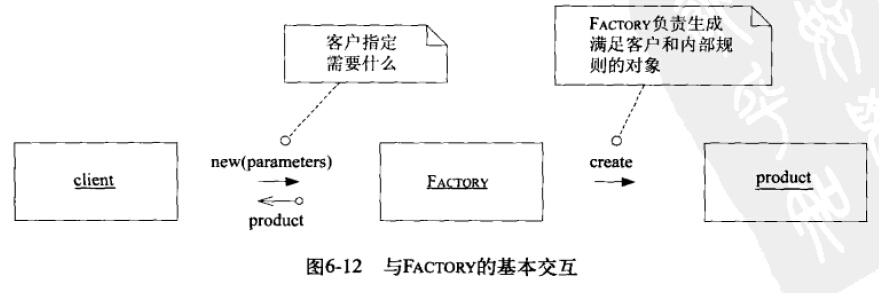 客户指定
需要什么
FACTORY负责生成
满足客户和内部规
则的对象
client
new(parameters)
product
FACTORY
create
product
图6-12 与FACTORY的基本交互